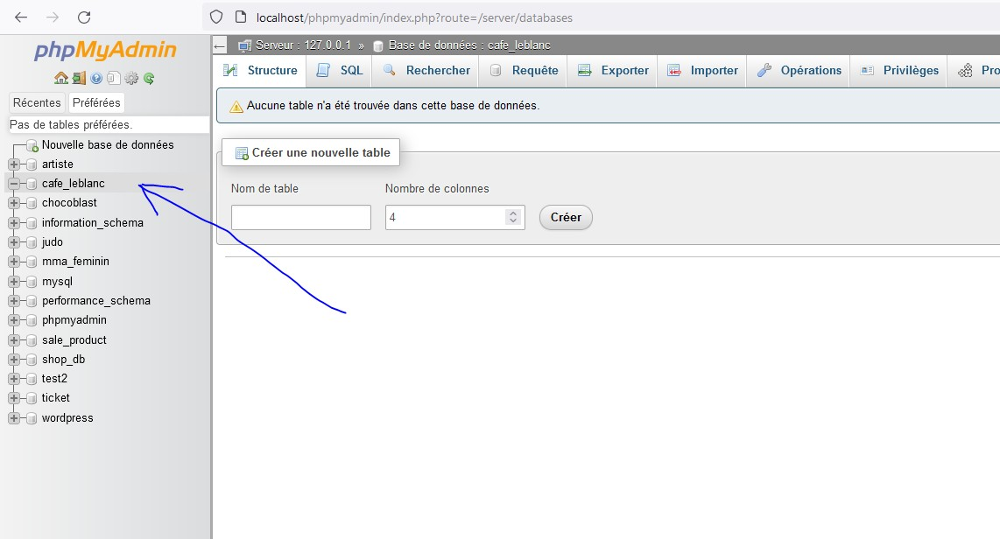 localhost/phpmyadmin/index.php?route=/server/databases
phpMyAdmin
Récentes Préférées
Pas de tables préférées.
Nouvelle base de données
artiste
cafe_leblanc
chocoblast
information_schema
judo
mma_feminin
mysql
performance_schema
phpmyadmin
sale_product
shop_db
test2
ticket
wordpress
Serveur : 127.0.0.1 » Base de données : cafe_leblanc
Structure SQL Rechercher Requête Exporter Importer Opérations Privilèges Pro
Aucune table n'a été trouvée dans cette base de données.
Créer une nouvelle table
Nom de table Nombre de colonnes
4 Créer